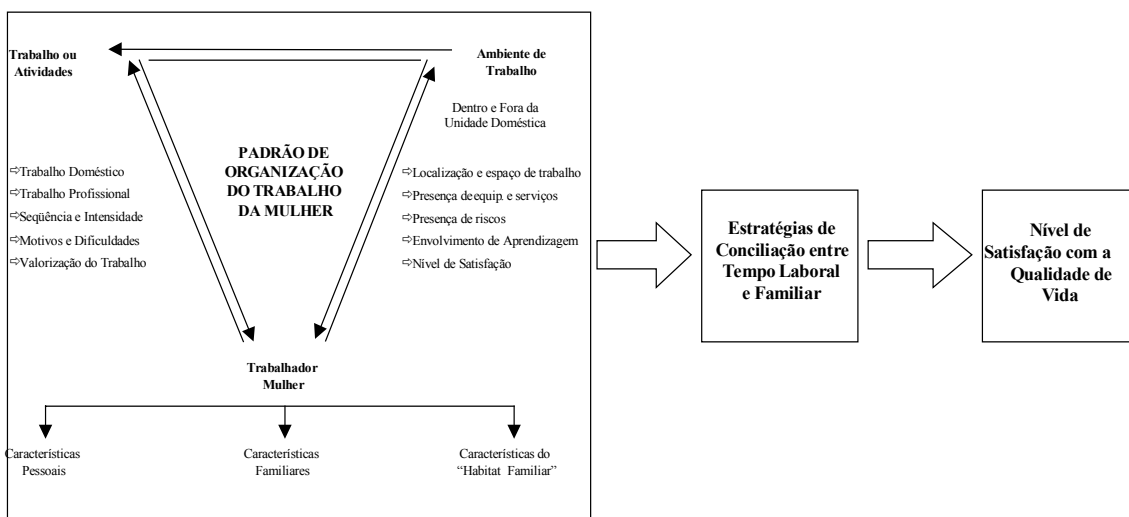 Trabalho ou
Atividades
Ambiente de
Trabalho
Dentro e Fora da
Unidade Doméstica
PADRÃO DE
ORGANIZAÇÃO
DO TRABALHO
DA MULHER
⇨Trabalho Doméstico
⇨Trabalho Profissional
⇨Seqüência e Intensidade
⇨Motivos e Dificuldades
⇨Valorização do Trabalho
⇨Localização e espaço de trabalho
⇨Presença de equip. e serviços
⇨Presença de riscos
⇨Envolvimento de Aprendizagem
⇨Nível de Satisfação
Trabalhador
Mulher
Características
Pessoais
Características
Familiares
Características do
“Habitat Familiar”
Estratégias de
Conciliação entre
Tempo Laboral
e Familiar
Nível de
Satisfação com a
Qualidade de
Vida